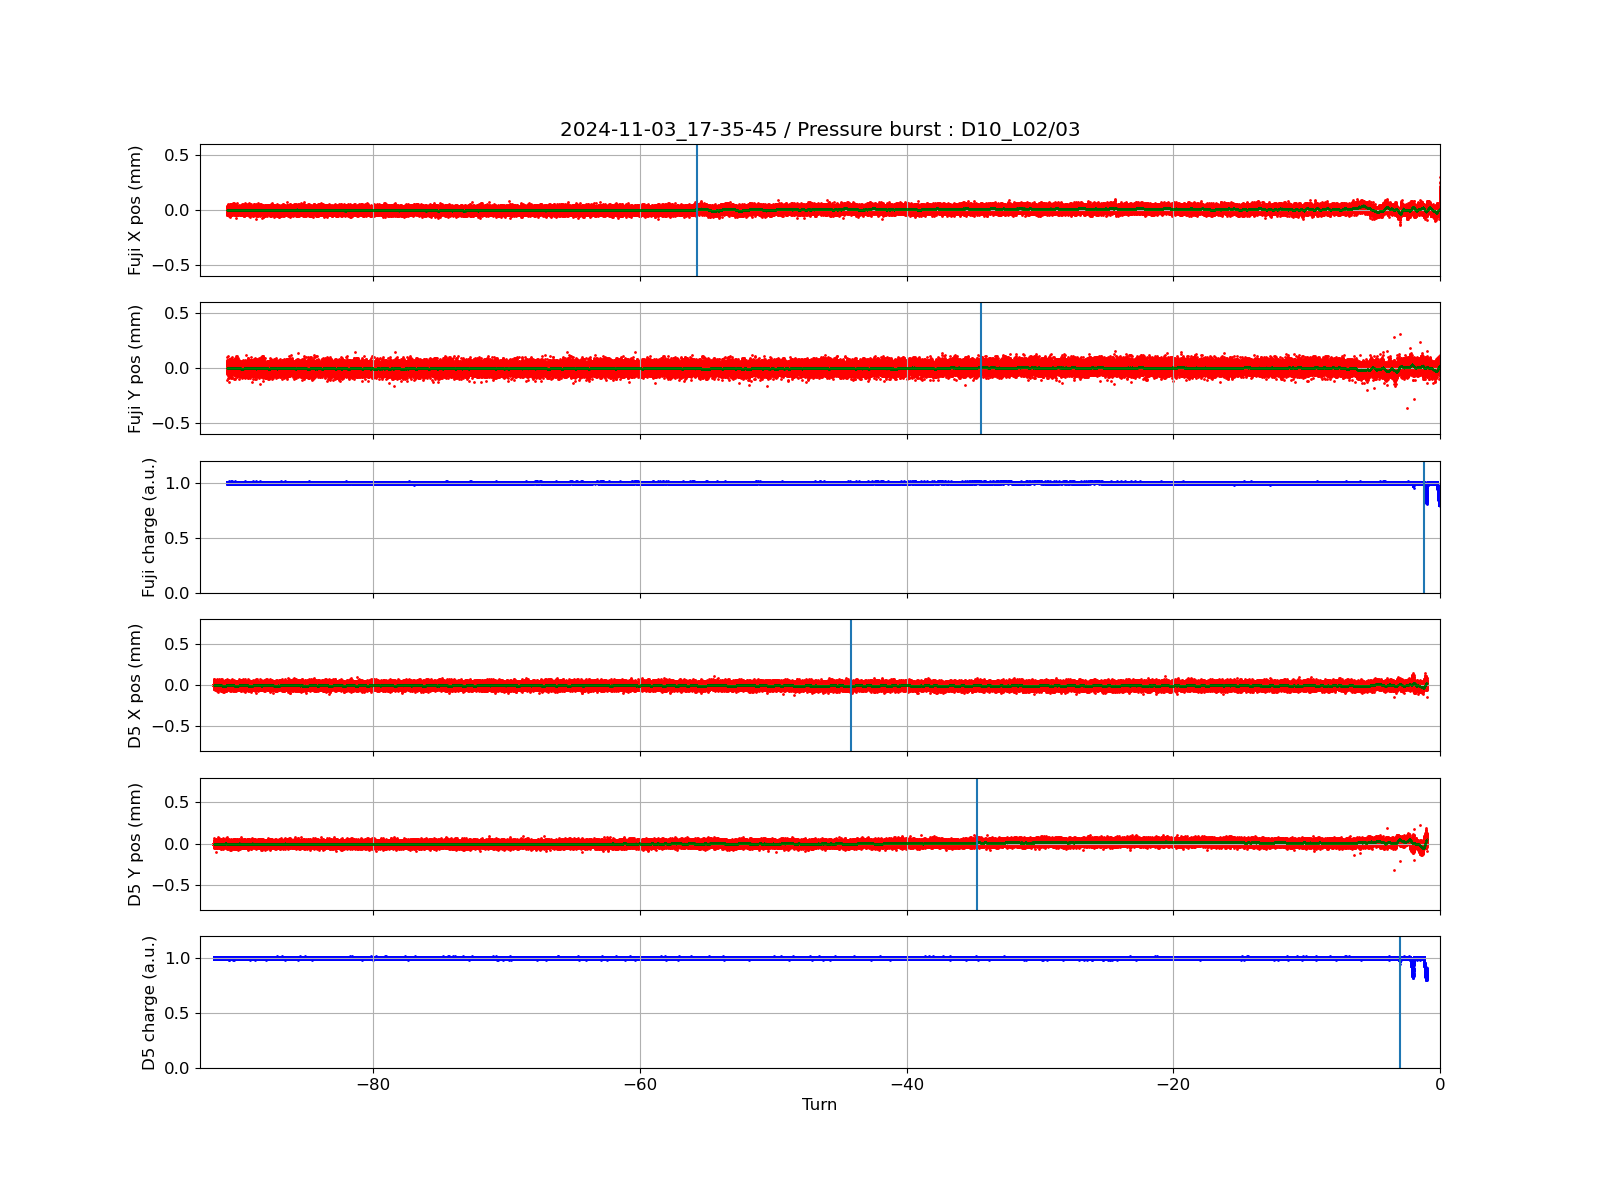 2024-11-03_17-35-45 / Pressure burst : D10_L02/03
Fuji X pos (mm)
0.5
0.0
−0.5
Fuji Y pos (mm)
0.5
0.0
−0.5
Fuji charge (a.u.)
1.0
0.5
0.0
D5 X pos (mm)
0.5
0.0
−0.5
D5 Y pos (mm)
0.5
0.0
−0.5
D5 charge (a.u.)
1.0
0.5
0.0
−80 −60 −40 −20 0
Turn